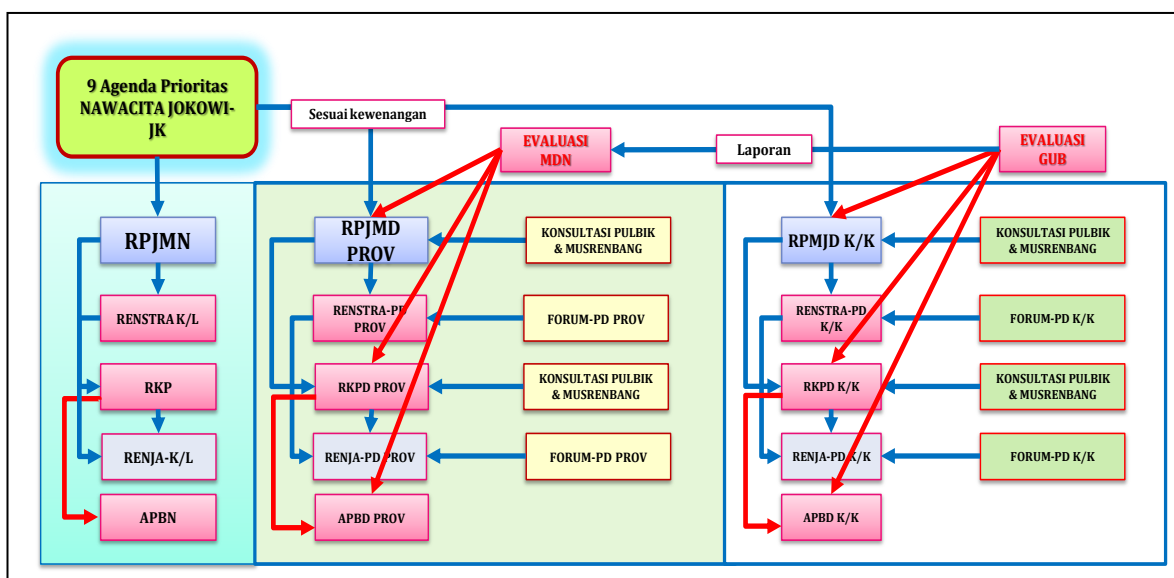 9 Agenda Prioritas
NAWACITA JOKOWI-
JK
Sesuai kewenangan
EVALUASI
MDN
Laporan
EVALUASI
GUB
RPJMN
RENSTRA K/L
RKP
RENJA-K/L
APBN
RPJMD
PROV
RENSTRA-PD
PROV
RKPD PROV
RENJA-PD PROV
APBD PROV
KONSULTASI PULBIK
& MUSRENBANG
FORUM-PD PROV
KONSULTASI PULBIK
& MUSRENBANG
FORUM-PD PROV
RPMJD K/K
RENSTRA-PD
K/K
RKPD K/K
RENJA-PD K/K
APBD K/K
KONSULTASI PULBIK
& MUSRENBANG
FORUM-PD K/K
KONSULTASI PULBIK
& MUSRENBANG
FORUM-PD K/K